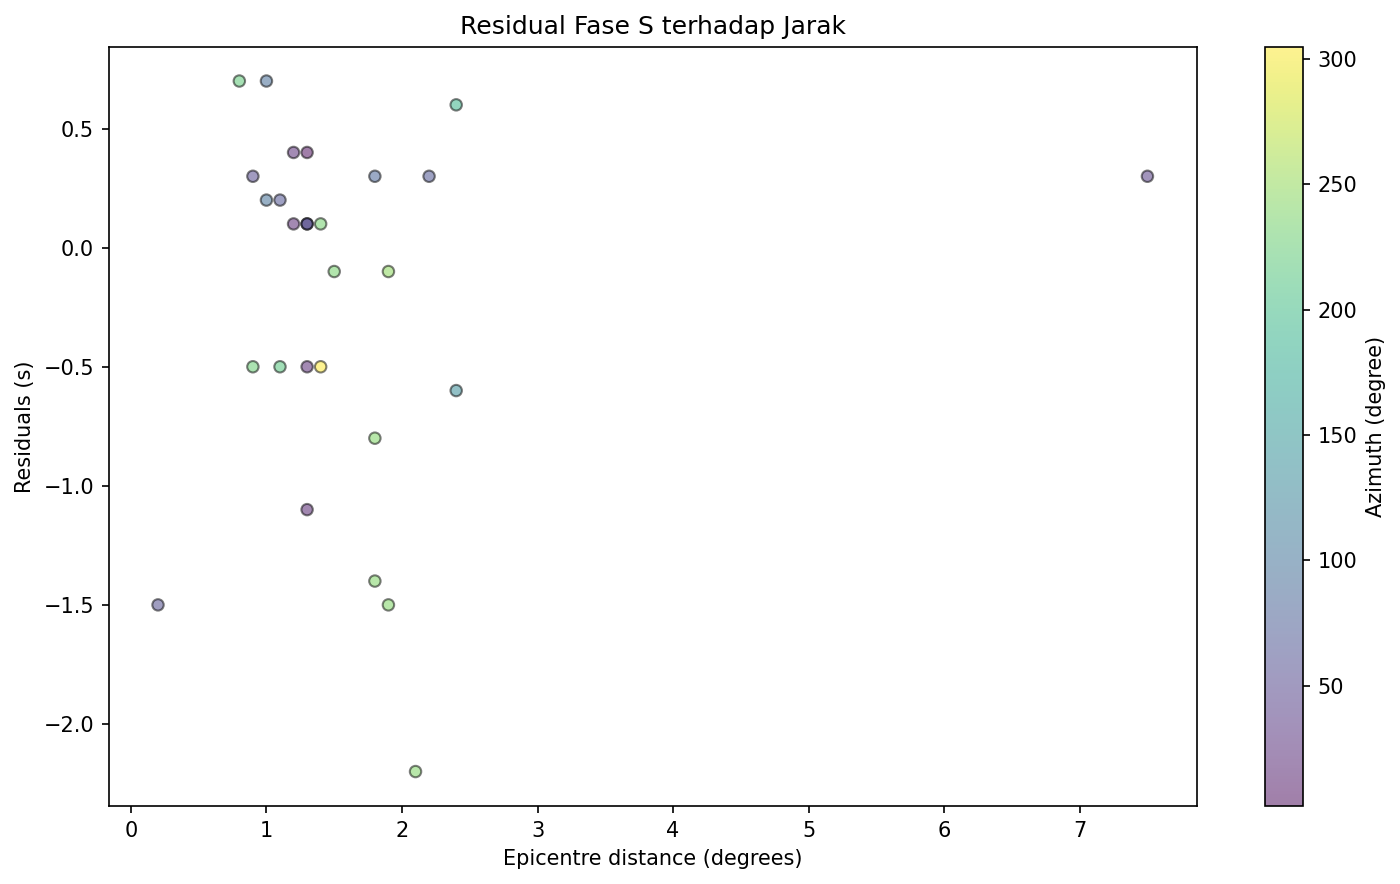 Residual Fase S terhadap Jarak
0.5
0.0
−0.5
−1.0
−1.5
−2.0
Residuals (s)
0 1 2 3 4 5 6 7
Epicentre distance (degrees)
300
250
200
150
100
50
Azimuth (degree)